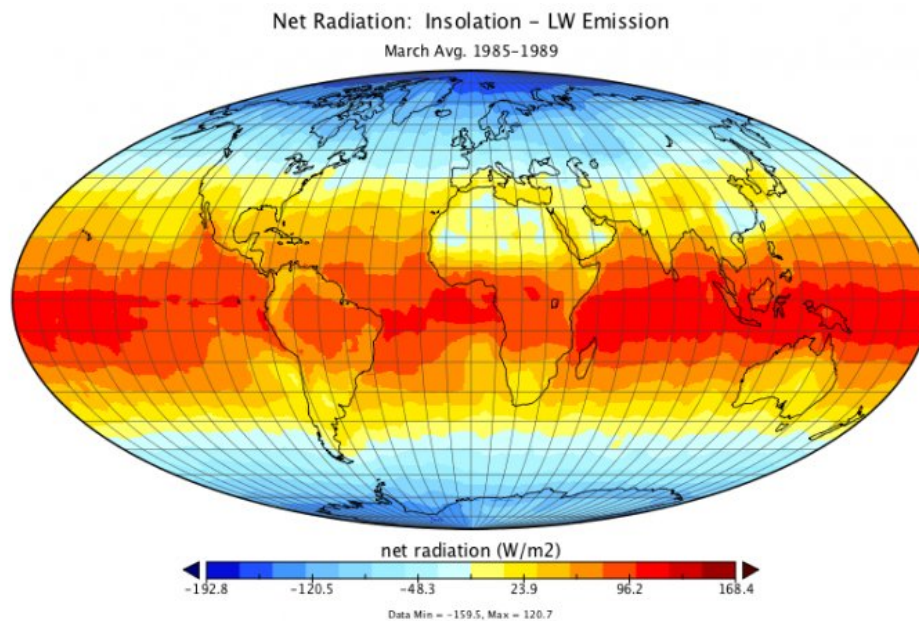 Net Radiation: Insolation – LW Emission
March Avg. 1985–1989
net radiation (W/m2)
−192.8 −120.5 −48.3 23.9 96.2 168.4
Data Min = −159.5, Max = 120.7